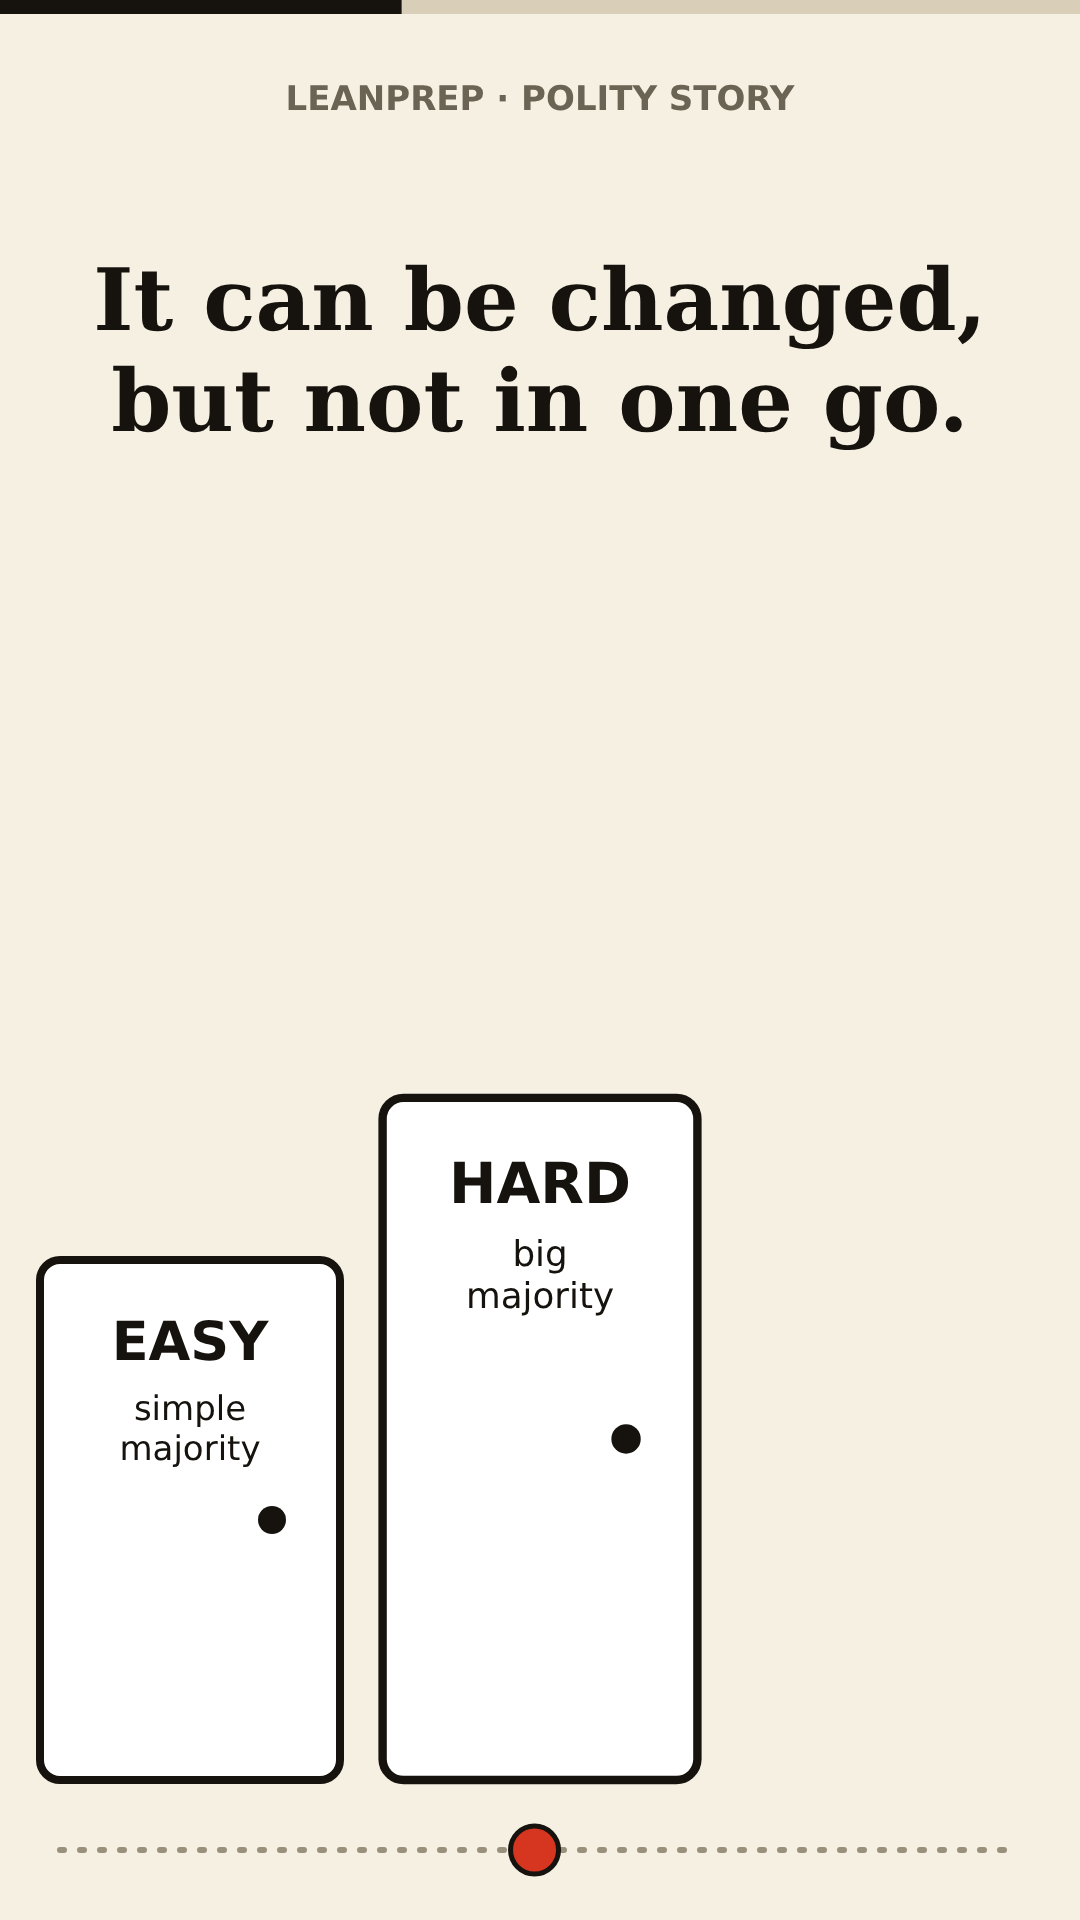 LEANPREP · POLITY STORY
It can be changed,
but not in one go.
EASY
simple
majority
HARD
big
majority